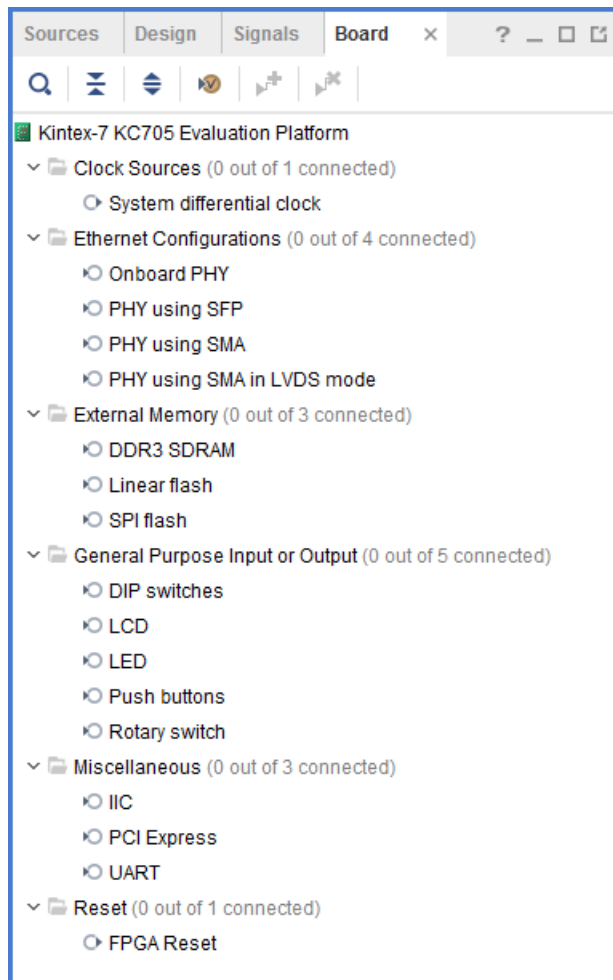 Sources Design Signals Board × ?
Kintex-7 KC705 Evaluation Platform
Clock Sources (0 out of 1 connected)
System differential clock
Ethernet Configurations (0 out of 4 connected)
Onboard PHY
PHY using SFP
PHY using SMA
PHY using SMA in LVDS mode
External Memory (0 out of 3 connected)
DDR3 SDRAM
Linear flash
SPI flash
General Purpose Input or Output (0 out of 5 connected)
DIP switches
LCD
LED
Push buttons
Rotary switch
Miscellaneous (0 out of 3 connected)
IIC
PCI Express
UART
Reset (0 out of 1 connected)
FPGA Reset